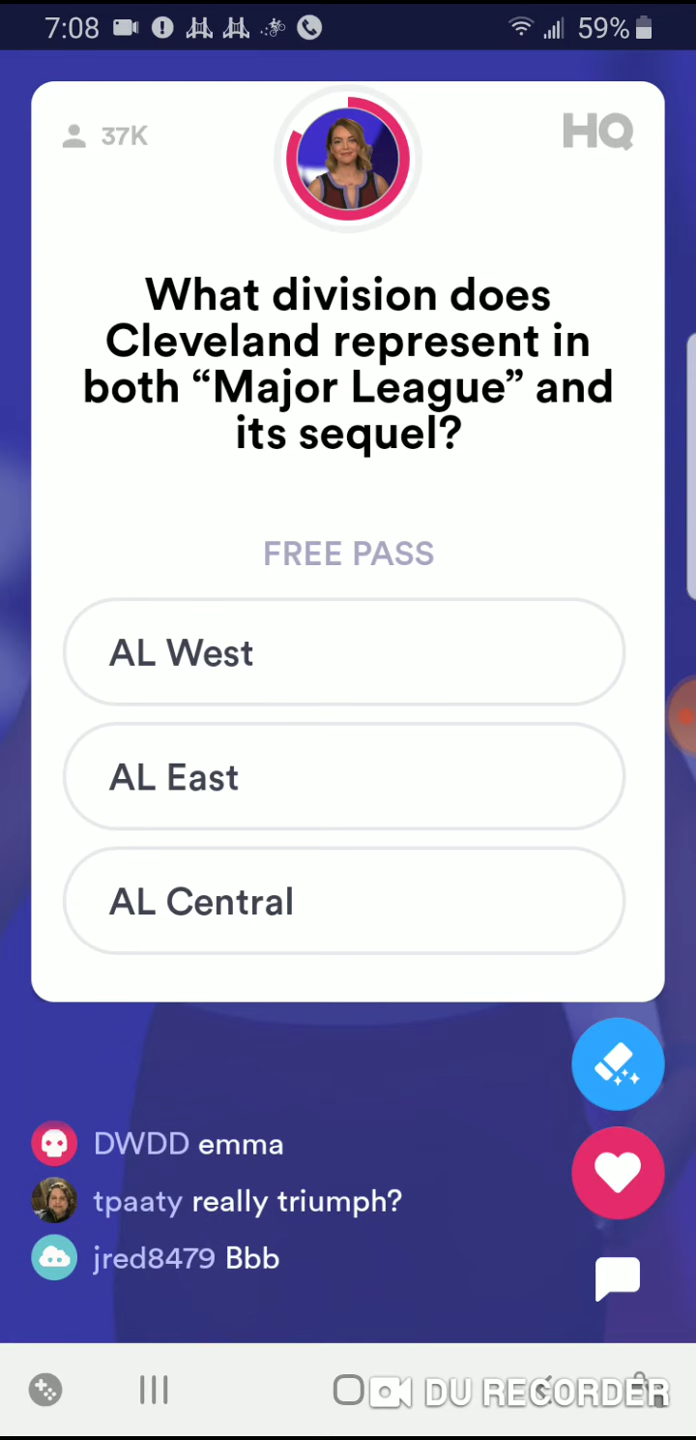 7:08 59%
37K HQ
What division does
Cleveland represent in
both “Major League” and
its sequel?
FREE PASS
AL West
AL East
AL Central
DWDD emma
tpaaty really triumph?
jred8479 Bbb
DU RECORDER